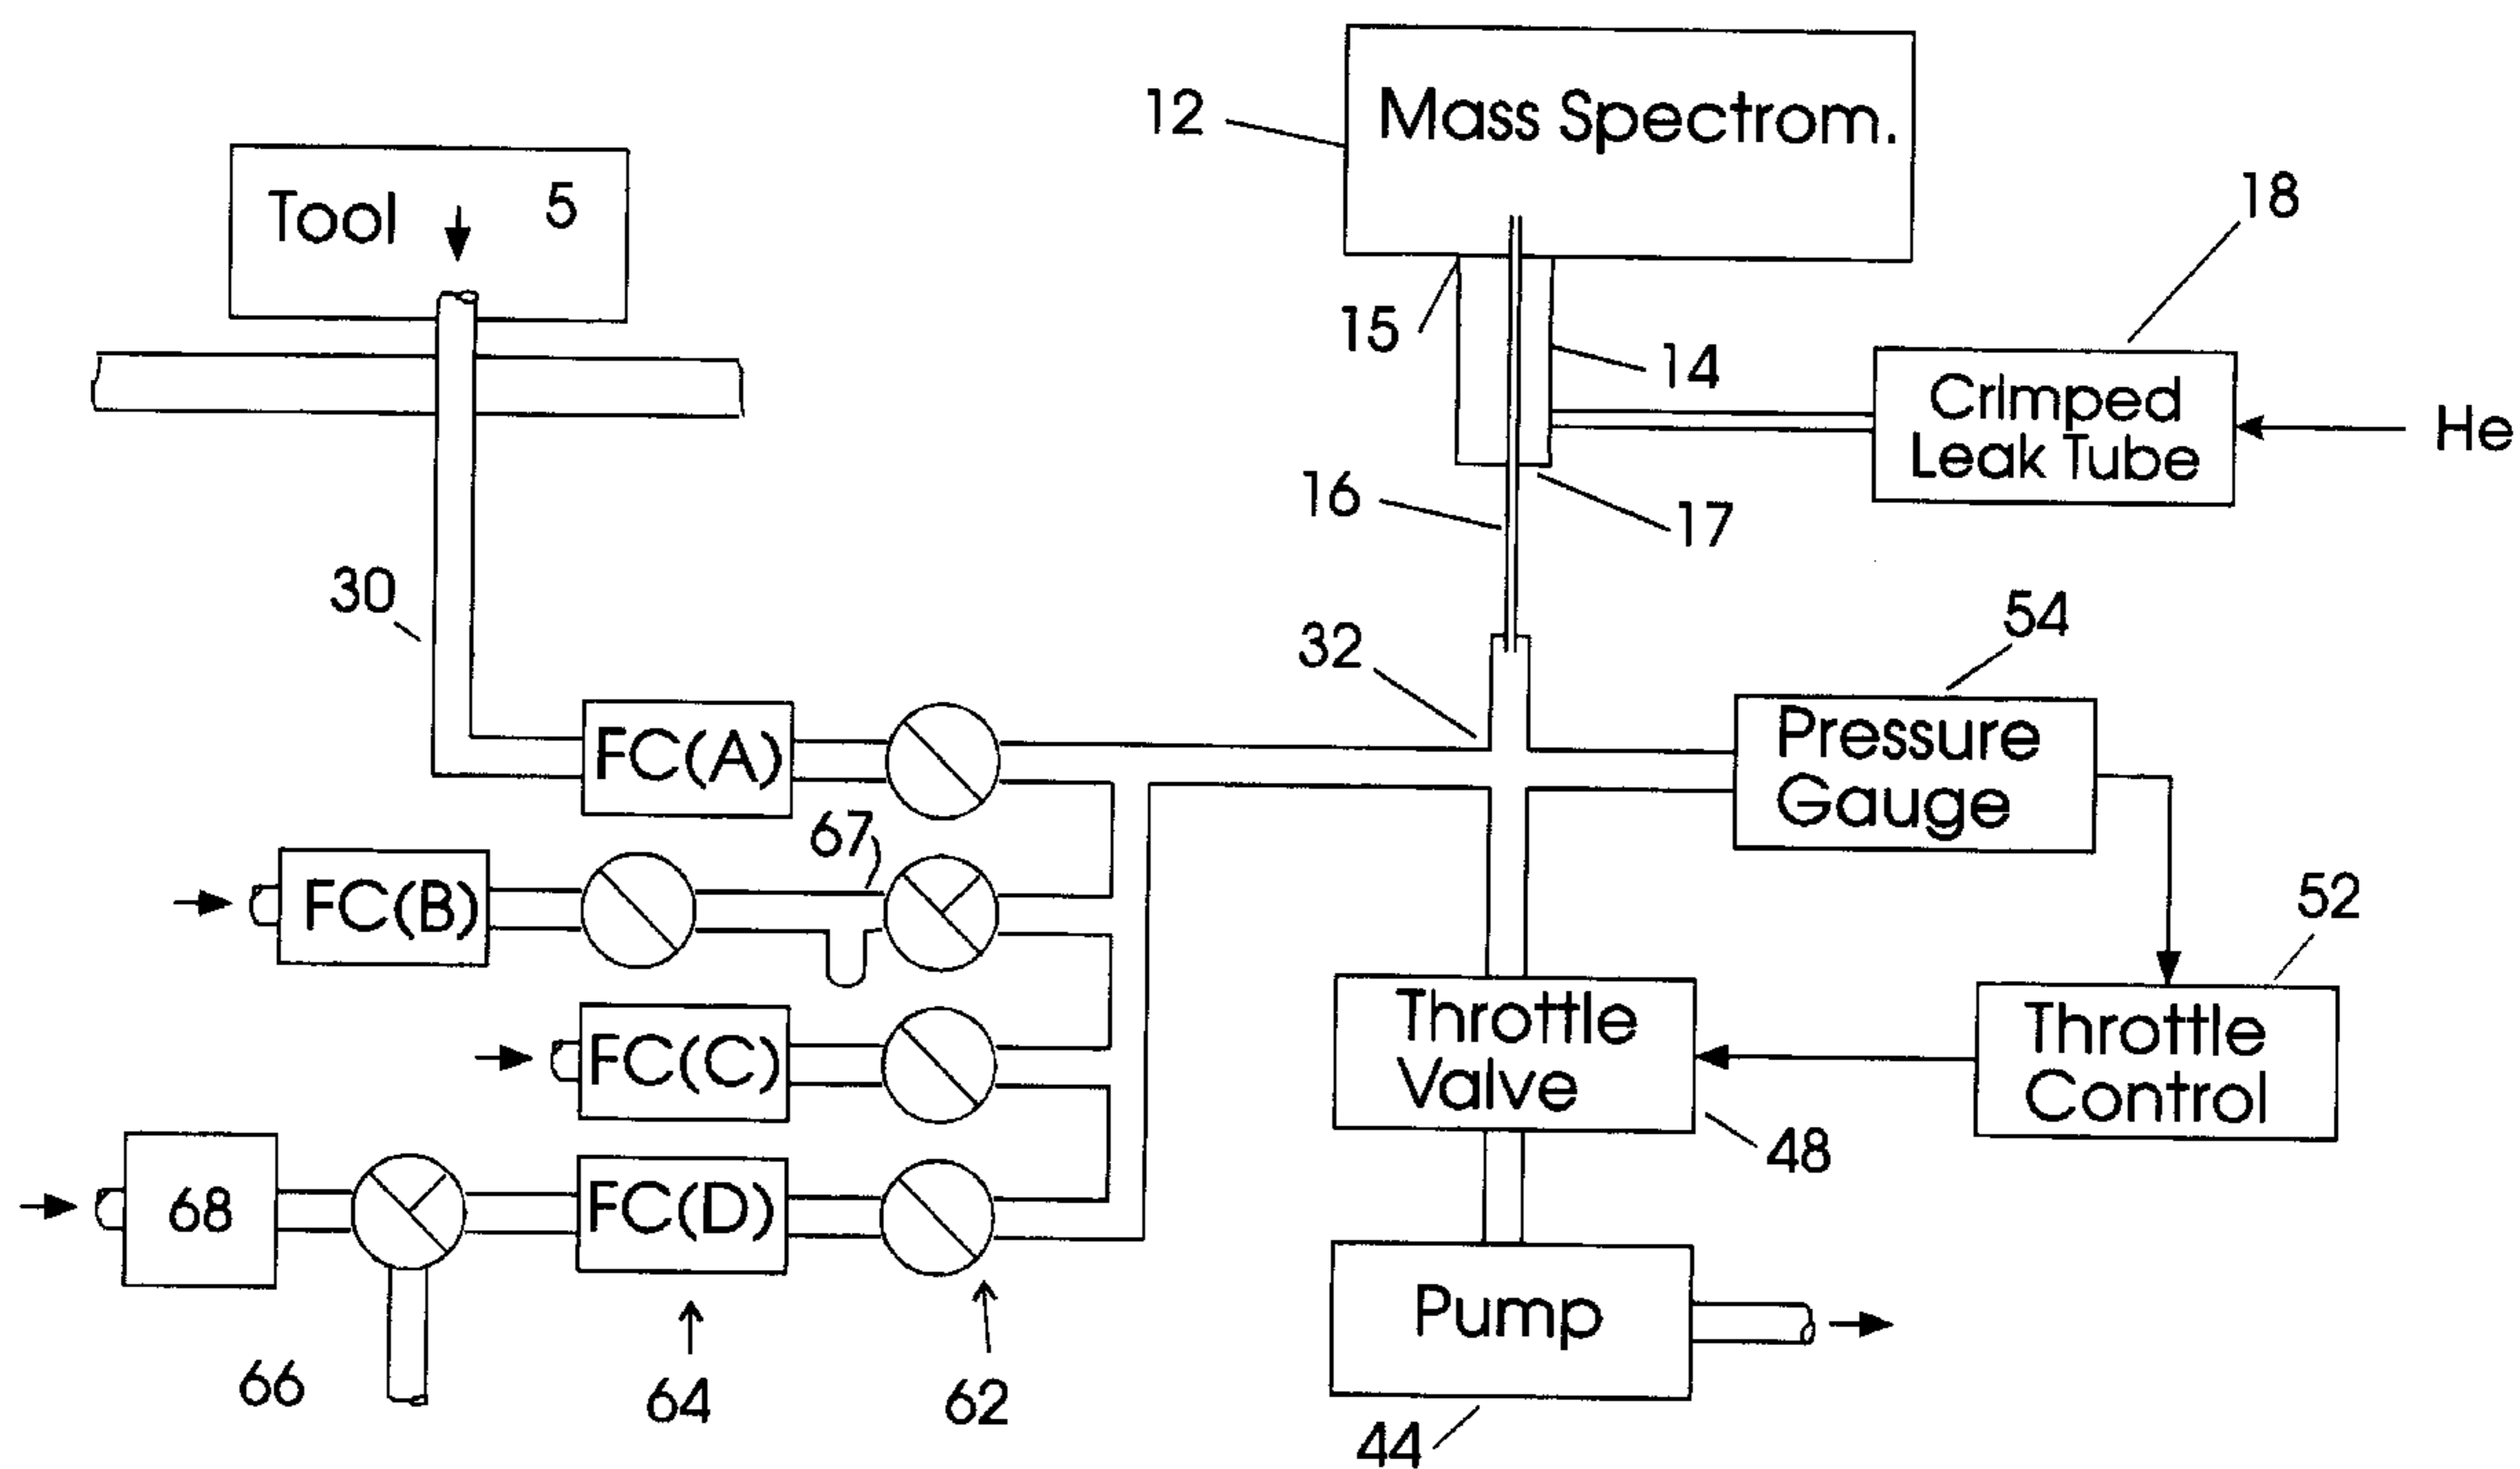 Mass Spectrom.
12
Tool
5
18
15
14
Crimped
Leak Tube
He
16
17
30
32
54
FC(A)
Pressure
Gauge
67
FC(B)
52
Throttle
Valve
Throttle
Control
FC(C)
48
68
FC(D)
Pump
66
64
62
44